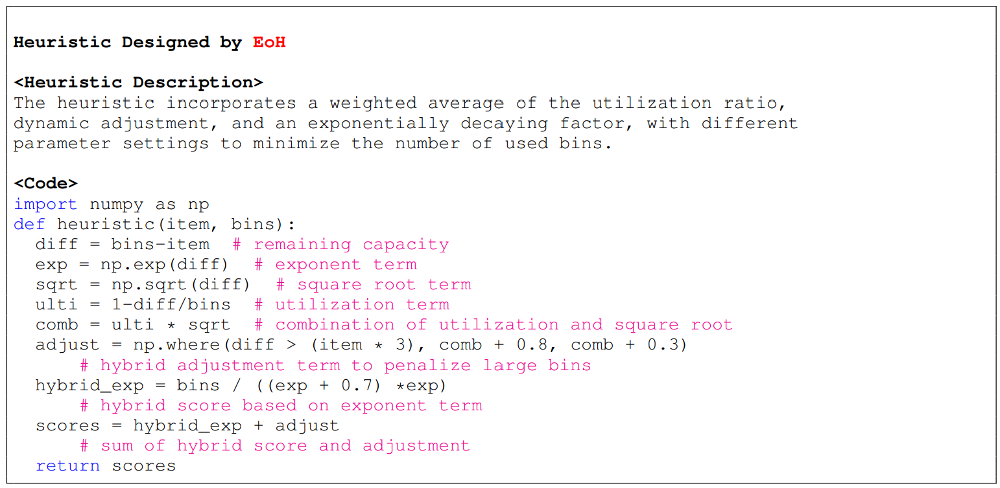 Heuristic Designed by EoH
<Heuristic Description>
The heuristic incorporates a weighted average of the utilization ratio,
dynamic adjustment, and an exponentially decaying factor, with different
parameter settings to minimize the number of used bins.
<Code>
import numpy as np
def heuristic(item, bins):
  diff = bins-item  # remaining capacity
  exp = np.exp(diff)  # exponent term
  sqrt = np.sqrt(diff)  # square root term
  ulti = 1-diff/bins  # utilization term
  comb = ulti * sqrt  # combination of utilization and square root
  adjust = np.where(diff > (item * 3), comb + 0.8, comb + 0.3)
      # hybrid adjustment term to penalize large bins
  hybrid_exp = bins / ((exp + 0.7) *exp)
      # hybrid score based on exponent term
  scores = hybrid_exp + adjust
      # sum of hybrid score and adjustment
  return scores